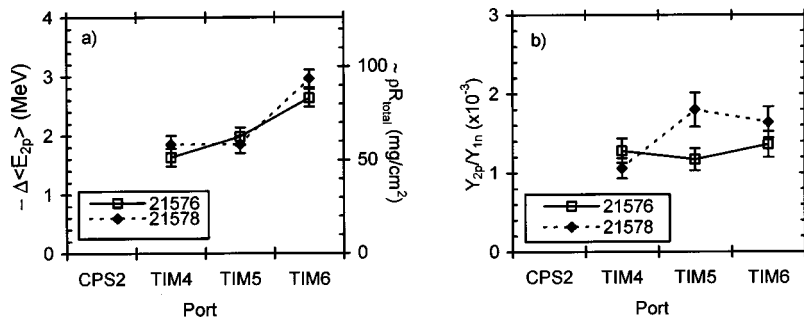 a)
4
3
2
1
0
− Δ<E2p> (MeV)
100
50
0
~ ρR_total (mg/cm²)
21576
21578
CPS2 TIM4 TIM5 TIM6
Port
b)
3
2
1
0
Y2p/Y1n (x10⁻³)
21576
21578
CPS2 TIM4 TIM5 TIM6
Port